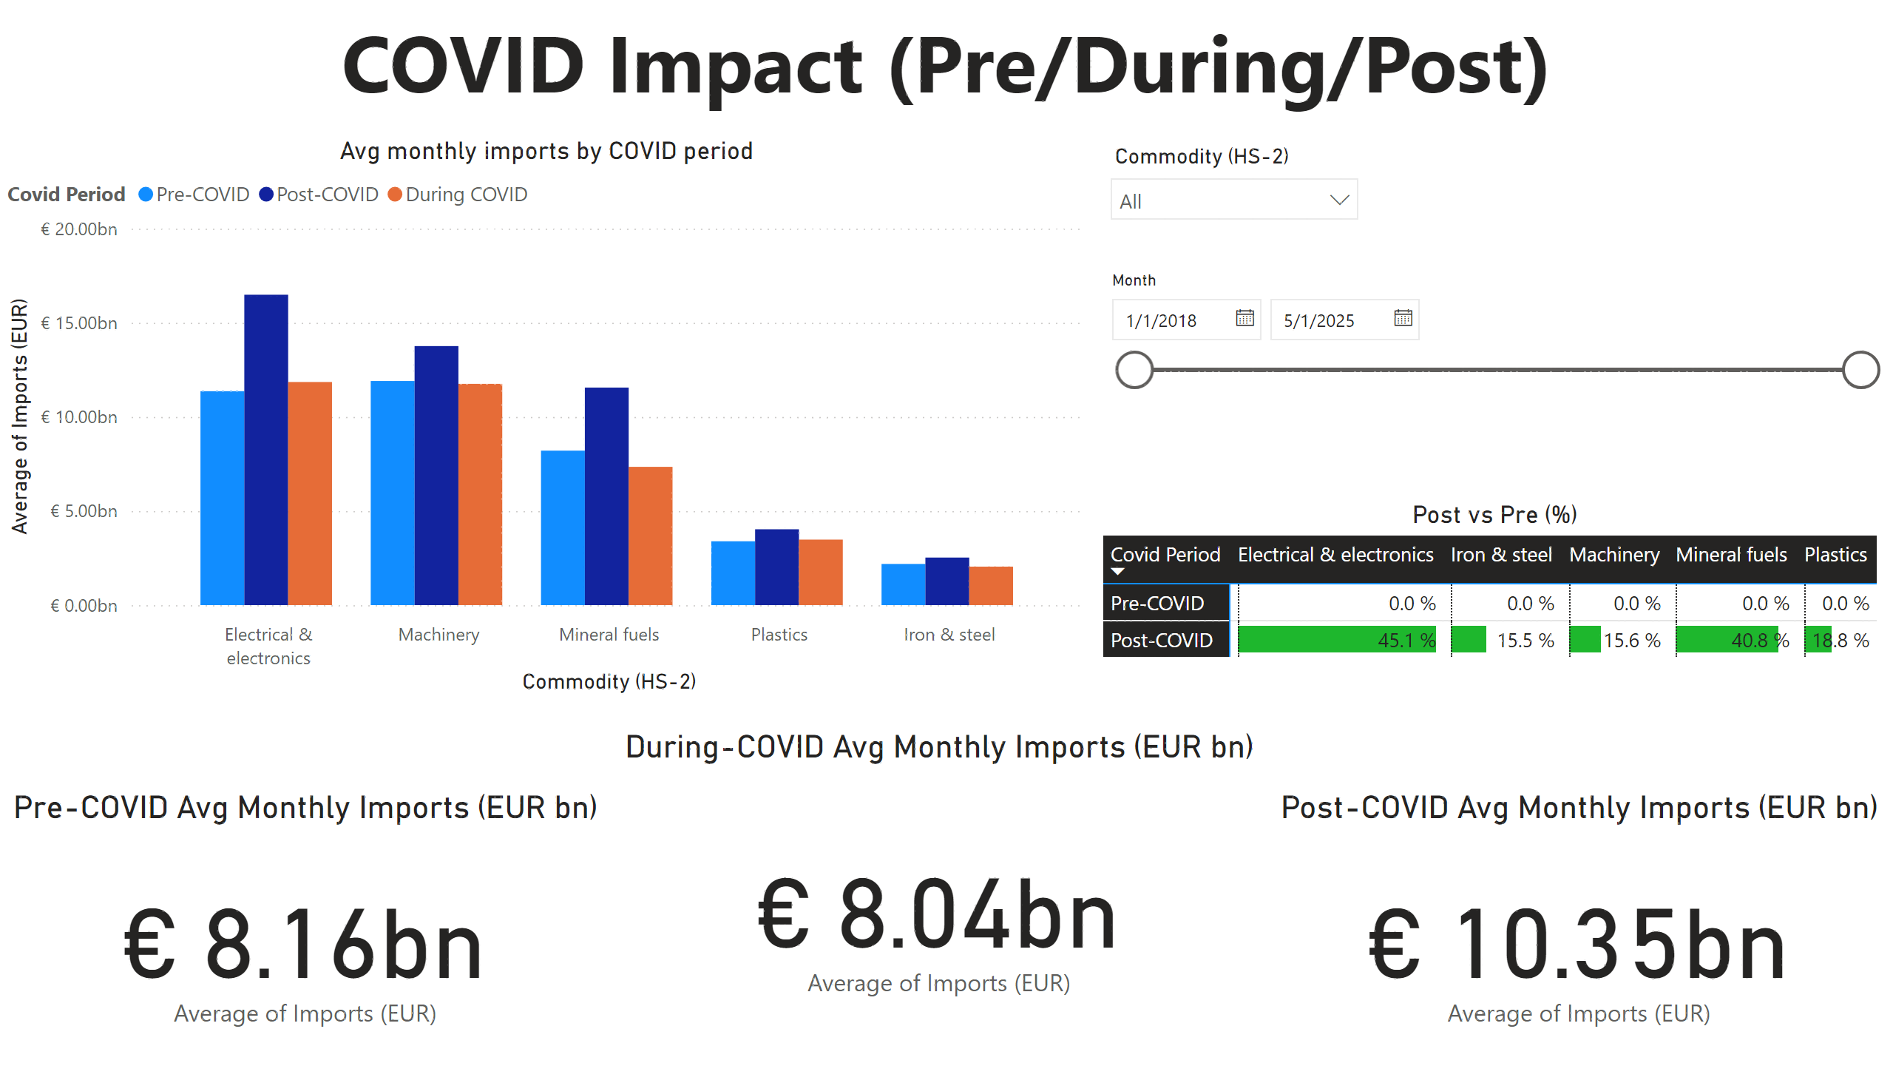 COVID Impact (Pre/During/Post)
Avg monthly imports by COVID period
Covid Period Pre-COVID Post-COVID During COVID
Average of Imports (EUR)
€ 20.00bn
€ 15.00bn
€ 10.00bn
€ 5.00bn
€ 0.00bn
Electrical &
electronics
Machinery
Mineral fuels
Plastics
Iron & steel
Commodity (HS-2)
Commodity (HS-2)
All
Month
1/1/2018 5/1/2025
Post vs Pre (%)
Covid Period Electrical & electronics Iron & steel Machinery Mineral fuels Plastics
Pre-COVID 0.0 % 0.0 % 0.0 % 0.0 % 0.0 %
Post-COVID 45.1 % 15.5 % 15.6 % 40.8 % 18.8 %
Pre-COVID Avg Monthly Imports (EUR bn)
€ 8.16bn
Average of Imports (EUR)
During-COVID Avg Monthly Imports (EUR bn)
€ 8.04bn
Average of Imports (EUR)
Post-COVID Avg Monthly Imports (EUR bn)
€ 10.35bn
Average of Imports (EUR)